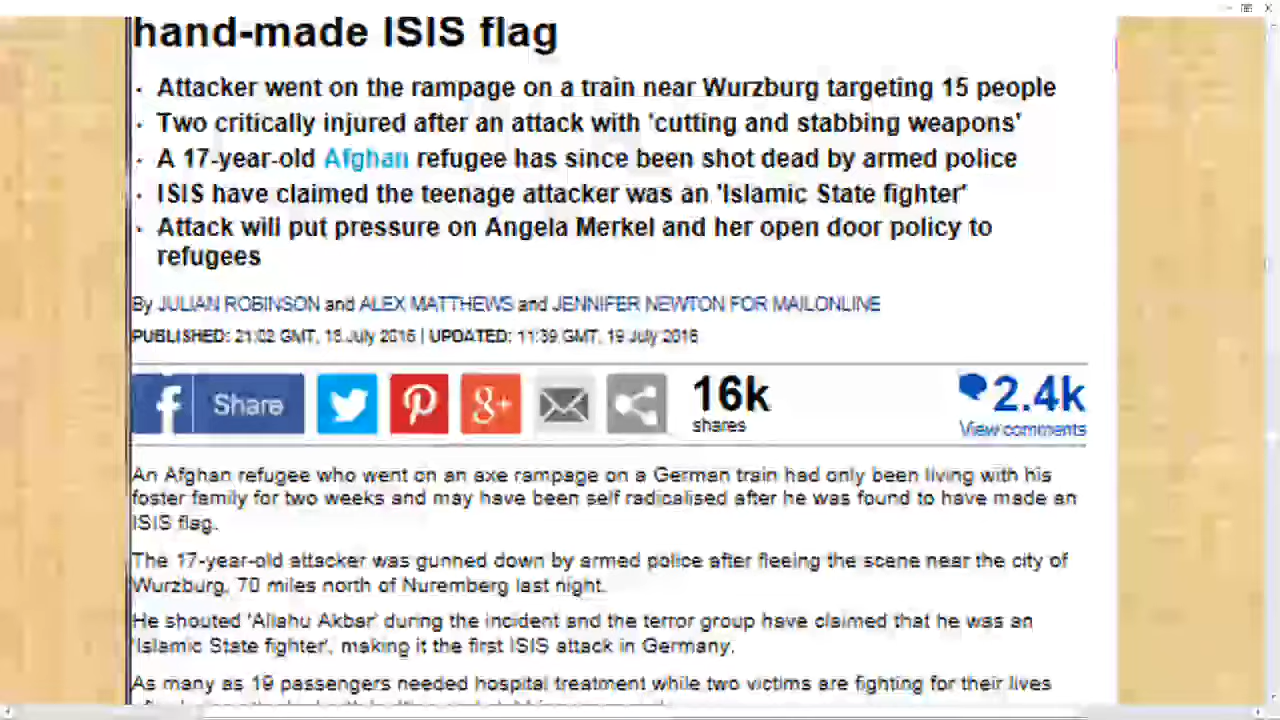 hand-made ISIS flag
· Attacker went on the rampage on a train near Wurzburg targeting 15 people
· Two critically injured after an attack with 'cutting and stabbing weapons'
· A 17-year-old Afghan refugee has since been shot dead by armed police
· ISIS have claimed the teenage attacker was an 'Islamic State fighter'
· Attack will put pressure on Angela Merkel and her open door policy to
refugees
By JULIAN ROBINSON and ALEX MATTHEWS and JENNIFER NEWTON FOR MAILONLINE
PUBLISHED: 21:02 GMT, 18 July 2016 | UPDATED: 11:39 GMT, 19 July 2016
f Share g+ 16k 2.4k
shares View comments
An Afghan refugee who went on an axe rampage on a German train had only been living with his
foster family for two weeks and may have been self radicalised after he was found to have made an
ISIS flag.
The 17-year-old attacker was gunned down by armed police after fleeing the scene near the city of
Wurzburg, 70 miles north of Nuremberg last night.
He shouted 'Allahu Akbar' during the incident and the terror group have claimed that he was an
'Islamic State fighter', making it the first ISIS attack in Germany.
As many as 19 passengers needed hospital treatment while two victims are fighting for their lives